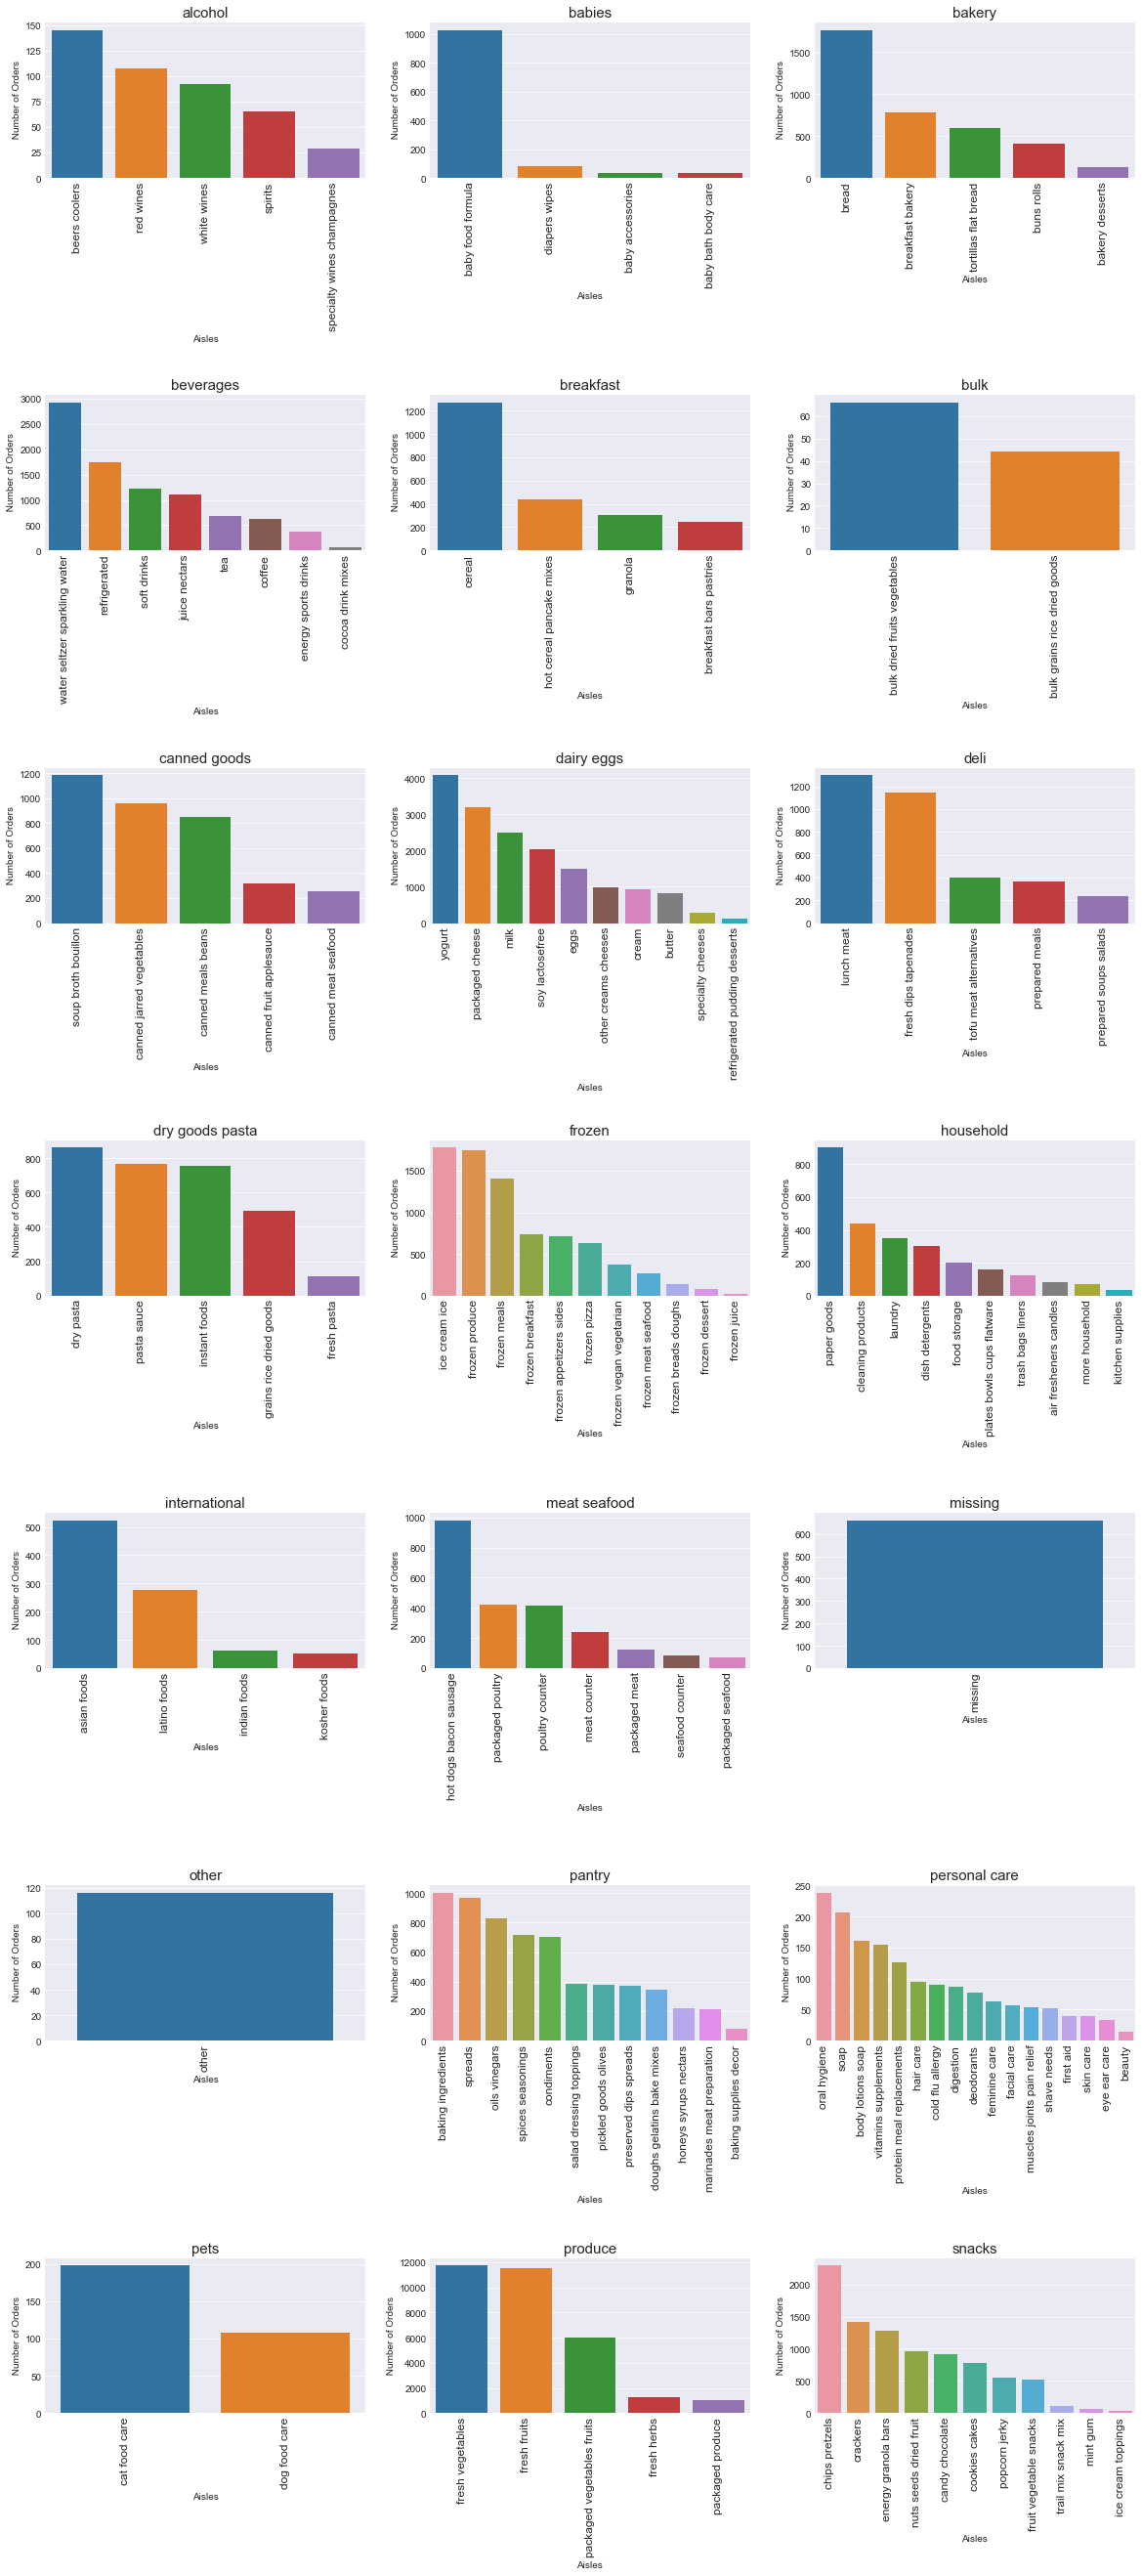 alcohol
Number of Orders
150
125
100
75
50
25
0
beers coolers
red wines
white wines
spirits
specialty wines champagnes
Aisles
babies
Number of Orders
1000
800
600
400
200
0
baby food formula
diapers wipes
baby accessories
baby bath body care
Aisles
bakery
Number of Orders
1500
1000
500
0
bread
breakfast bakery
tortillas flat bread
buns rolls
bakery desserts
Aisles
beverages
Number of Orders
3000
2500
2000
1500
1000
500
0
water seltzer sparkling water
refrigerated
soft drinks
juice nectars
tea
coffee
energy sports drinks
cocoa drink mixes
Aisles
breakfast
Number of Orders
1200
1000
800
600
400
200
0
cereal
hot cereal pancake mixes
granola
breakfast bars pastries
Aisles
bulk
Number of Orders
60
50
40
30
20
10
0
bulk dried fruits vegetables
bulk grains rice dried goods
Aisles
canned goods
Number of Orders
1200
1000
800
600
400
200
0
soup broth bouillon
canned jarred vegetables
canned meals beans
canned fruit applesauce
canned meat seafood
Aisles
dairy eggs
Number of Orders
4000
3000
2000
1000
0
yogurt
packaged cheese
milk
soy lactosefree
eggs
other creams cheeses
cream
butter
specialty cheeses
refrigerated pudding desserts
Aisles
deli
Number of Orders
1200
1000
800
600
400
200
0
lunch meat
fresh dips tapenades
tofu meat alternatives
prepared meals
prepared soups salads
Aisles
dry goods pasta
Number of Orders
800
600
400
200
0
dry pasta
pasta sauce
instant foods
grains rice dried goods
fresh pasta
Aisles
frozen
Number of Orders
1500
1000
500
0
ice cream ice
frozen produce
frozen meals
frozen breakfast
frozen appetizers sides
frozen pizza
frozen vegan vegetarian
frozen meat seafood
frozen breads doughs
frozen dessert
frozen juice
Aisles
household
Number of Orders
800
600
400
200
0
paper goods
cleaning products
laundry
dish detergents
food storage
plates bowls cups flatware
trash bags liners
air fresheners candles
more household
kitchen supplies
Aisles
international
Number of Orders
500
400
300
200
100
0
asian foods
latino foods
indian foods
kosher foods
Aisles
meat seafood
Number of Orders
1000
800
600
400
200
0
hot dogs bacon sausage
packaged poultry
poultry counter
meat counter
packaged meat
seafood counter
packaged seafood
Aisles
missing
Number of Orders
600
500
400
300
200
100
0
missing
Aisles
other
Number of Orders
120
100
80
60
40
20
0
other
Aisles
pantry
Number of Orders
1000
800
600
400
200
0
baking ingredients
spreads
oils vinegars
spices seasonings
condiments
salad dressing toppings
pickled goods olives
preserved dips spreads
doughs gelatins bake mixes
honeys syrups nectars
marinades meat preparation
baking supplies decor
Aisles
personal care
Number of Orders
250
200
150
100
50
0
oral hygiene
soap
body lotions soap
vitamins supplements
protein meal replacements
hair care
cold flu allergy
digestion
deodorants
feminine care
facial care
muscles joints pain relief
shave needs
first aid
skin care
eye ear care
beauty
Aisles
pets
Number of Orders
200
150
100
50
0
cat food care
dog food care
Aisles
produce
Number of Orders
12000
10000
8000
6000
4000
2000
0
fresh vegetables
fresh fruits
packaged vegetables fruits
fresh herbs
packaged produce
Aisles
snacks
Number of Orders
2000
1500
1000
500
0
chips pretzels
crackers
energy granola bars
nuts seeds dried fruit
candy chocolate
cookies cakes
popcorn jerky
fruit vegetable snacks
trail mix snack mix
mint gum
ice cream toppings
Aisles